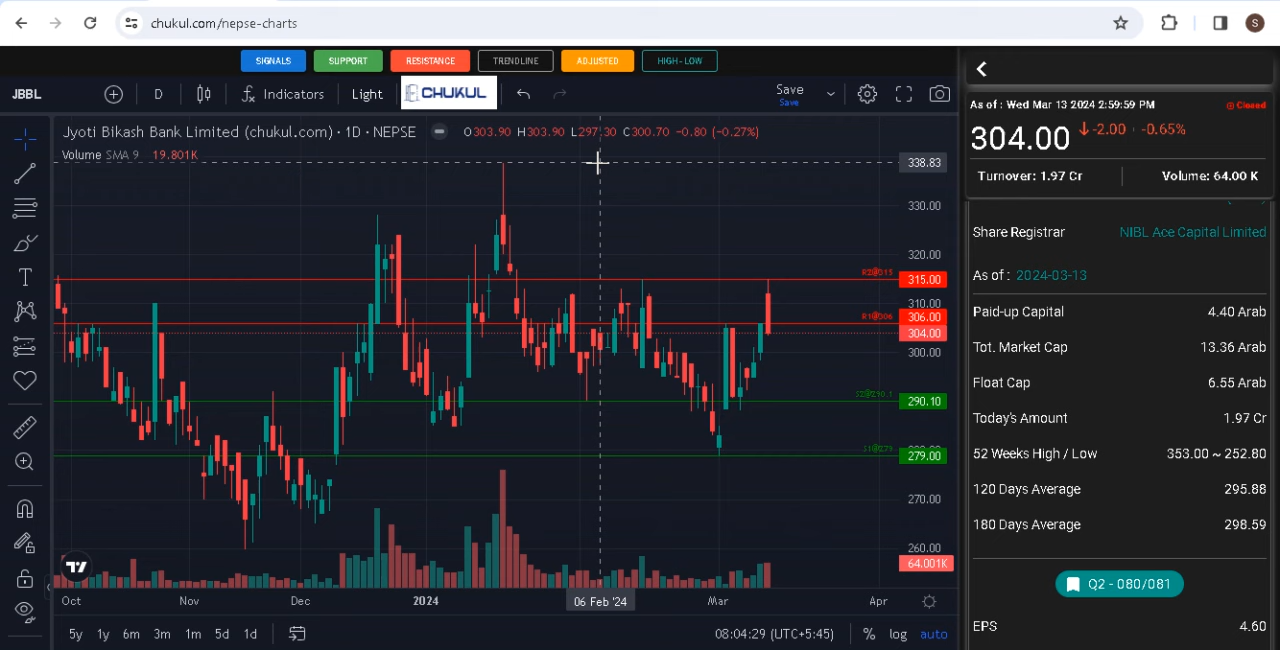 chukul.com/nepse-charts
S
SIGNALS SUPPORT RESISTANCE TRENDLINE ADJUSTED HIGH-LOW
JBBL D Indicators Light CHUKUL Save
Save
Jyoti Bikash Bank Limited (chukul.com) · 1D · NEPSE O303.90 H303.90 L297.30 C300.70 −0.80 (−0.27%)
Volume SMA 9 19.801K
338.83
330.00
320.00
R2@315 315.00
310.00
R1@306 306.00
304.00
300.00
S2@290.1 290.10
280.00
S1@279 279.00
270.00
260.00
64.001K
Oct Nov Dec 2024 06 Feb '24 Mar Apr
5y 1y 6m 3m 1m 5d 1d 08:04:29 (UTC+5:45) % log auto
As of : Wed Mar 13 2024 2:59:59 PM Closed
304.00 -2.00 -0.65%
Turnover: 1.97 Cr Volume: 64.00 K
Share Registrar NIBL Ace Capital Limited
As of : 2024-03-13
Paid-up Capital 4.40 Arab
Tot. Market Cap 13.36 Arab
Float Cap 6.55 Arab
Today's Amount 1.97 Cr
52 Weeks High / Low 353.00 ~ 252.80
120 Days Average 295.88
180 Days Average 298.59
Q2 - 080/081
EPS 4.60